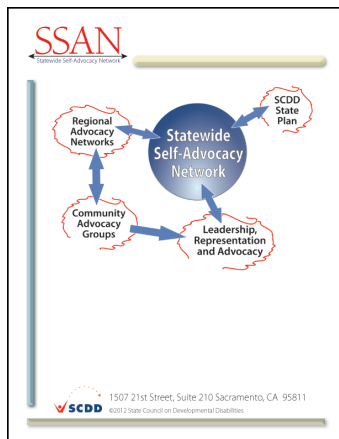 SSAN
Statewide Self-Advocacy Network
SCDD
State
Plan
Regional
Advocacy
Networks
Statewide
Self-Advocacy
Network
Community
Advocacy
Groups
Leadership,
Representation
and Advocacy
SCDD
1507 21st Street, Suite 210 Sacramento, CA 95811
©2012 State Council on Developmental Disabilities